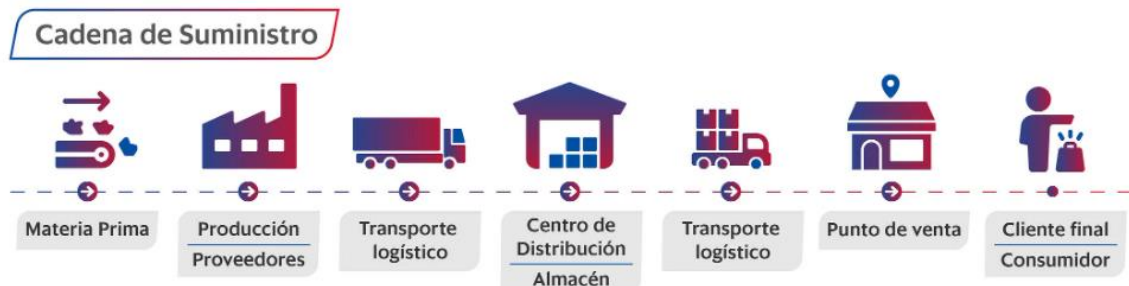 Cadena de Suministro
Materia Prima
Producción
Proveedores
Transporte
logístico
Centro de
Distribución
Almacén
Transporte
logístico
Punto de venta
Cliente final
Consumidor